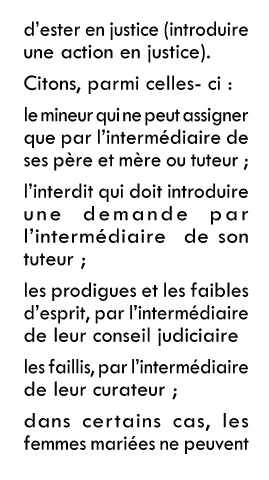 d'ester en justice (introduire
une action en justice).
Citons, parmi celles- ci :
le mineur qui ne peut assigner
que par l'intermédiaire de
ses père et mère ou tuteur ;
l'interdit qui doit introduire
une demande par
l'intermédiaire de son
tuteur ;
les prodigues et les faibles
d'esprit, par l'intermédiaire
de leur conseil judiciaire
les faillis, par l'intermédiaire
de leur curateur ;
dans certains cas, les
femmes mariées ne peuvent